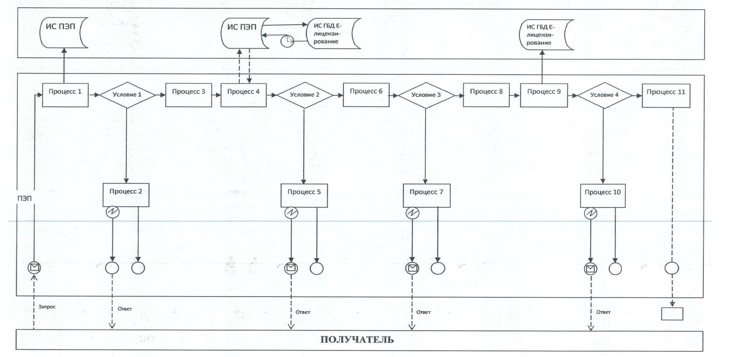 ИС ПЭП
ИС ПЭП
ИС ГБД Е-
лицензи-
рование
ИС ГБД Е-
лицензи-
рование
Процесс 1
Условие 1
Процесс 3
Процесс 4
Условие 2
Процесс 6
Условие 3
Процесс 8
Процесс 9
Условие 4
Процесс 11
Процесс 2
Процесс 5
Процесс 7
Процесс 10
ПЭП
Запрос
Ответ
Ответ
Ответ
Ответ
ПОЛУЧАТЕЛЬ